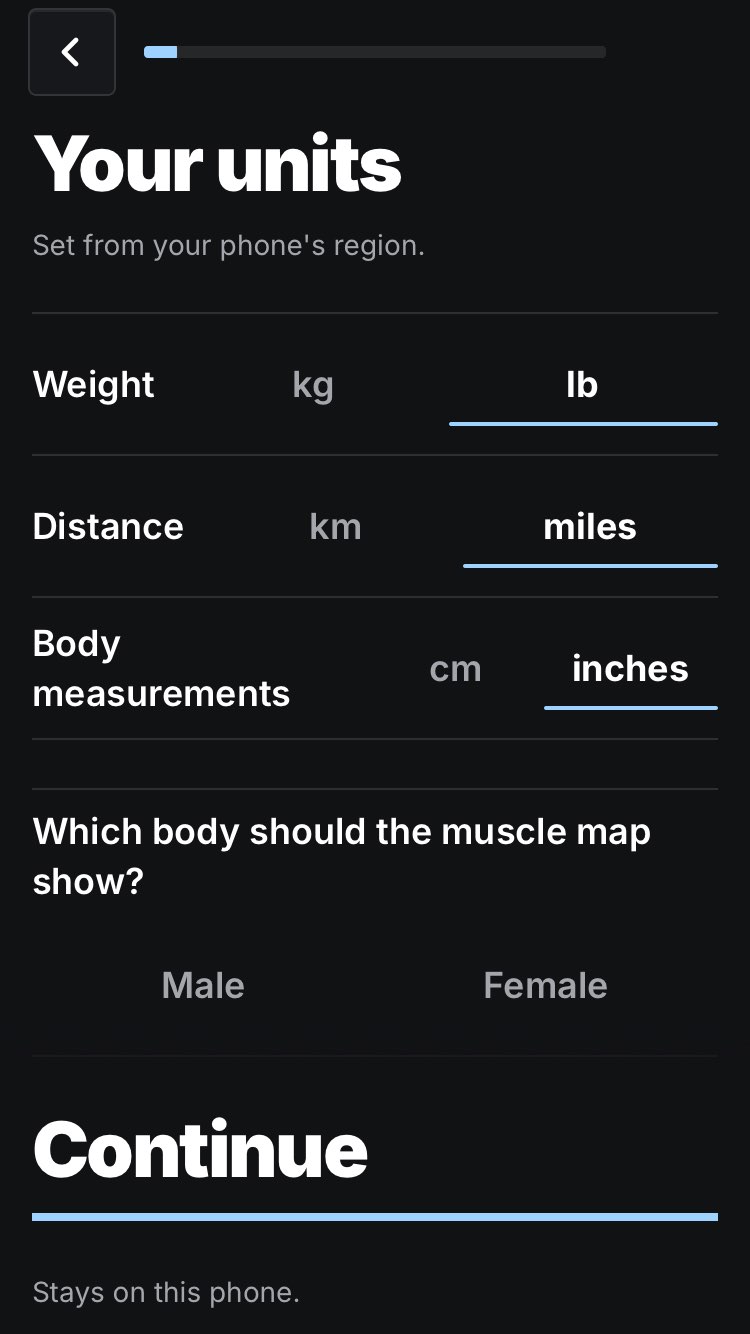 Your units
Set from your phone's region.
Weight kg lb
Distance km miles
Body
measurements cm inches
Which body should the muscle map
show?
Male Female
Continue
Stays on this phone.